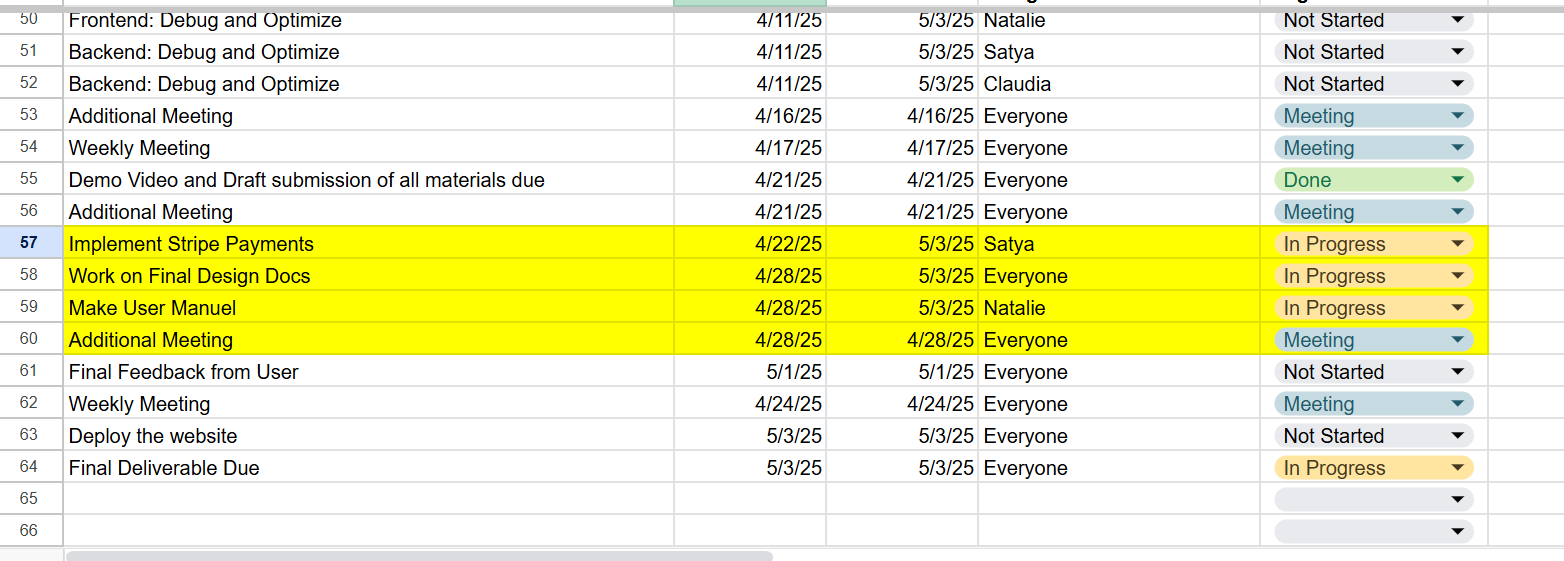 50 Frontend: Debug and Optimize 4/11/25 5/3/25 Natalie Not Started
51 Backend: Debug and Optimize 4/11/25 5/3/25 Satya Not Started
52 Backend: Debug and Optimize 4/11/25 5/3/25 Claudia Not Started
53 Additional Meeting 4/16/25 4/16/25 Everyone Meeting
54 Weekly Meeting 4/17/25 4/17/25 Everyone Meeting
55 Demo Video and Draft submission of all materials due 4/21/25 4/21/25 Everyone Done
56 Additional Meeting 4/21/25 4/21/25 Everyone Meeting
57 Implement Stripe Payments 4/22/25 5/3/25 Satya In Progress
58 Work on Final Design Docs 4/28/25 5/3/25 Everyone In Progress
59 Make User Manuel 4/28/25 5/3/25 Natalie In Progress
60 Additional Meeting 4/28/25 4/28/25 Everyone Meeting
61 Final Feedback from User 5/1/25 5/1/25 Everyone Not Started
62 Weekly Meeting 4/24/25 4/24/25 Everyone Meeting
63 Deploy the website 5/3/25 5/3/25 Everyone Not Started
64 Final Deliverable Due 5/3/25 5/3/25 Everyone In Progress
65
66